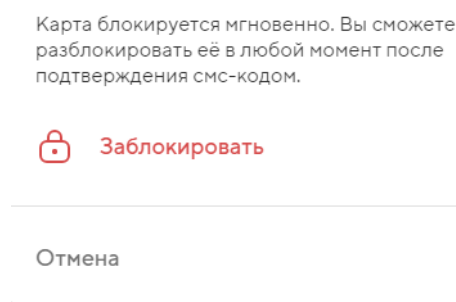 Карта блокируется мгновенно. Вы сможете
разблокировать её в любой момент после
подтверждения смс-кодом.
Заблокировать
Отмена